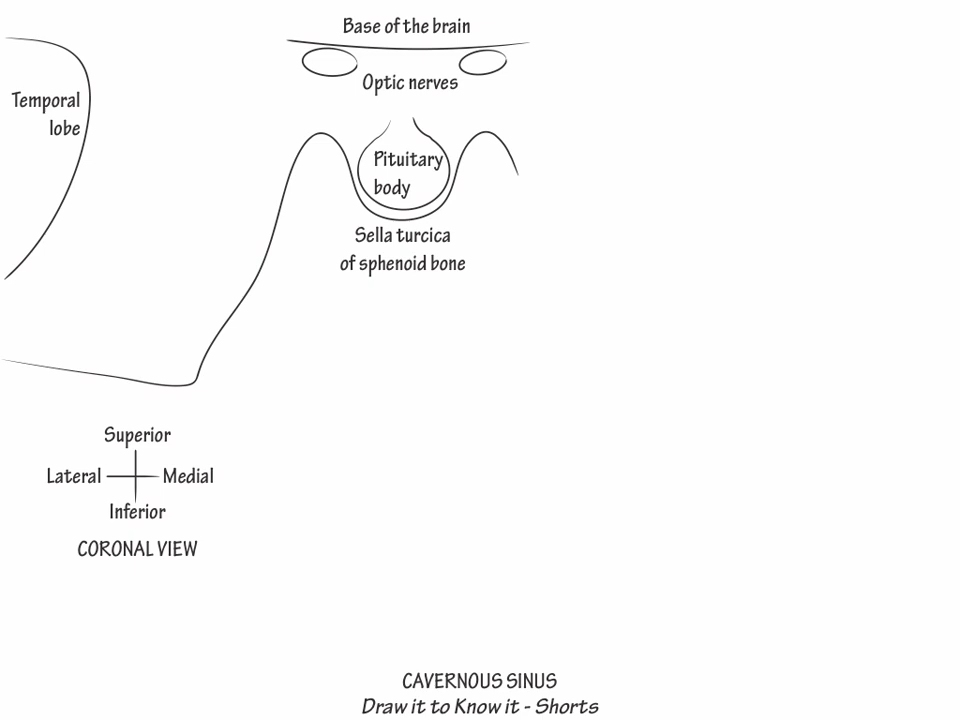 Base of the brain
Optic nerves
Temporal
lobe
Pituitary
body
Sella turcica
of sphenoid bone
Superior
Lateral
Medial
Inferior
CORONAL VIEW
CAVERNOUS SINUS
Draw it to Know it - Shorts